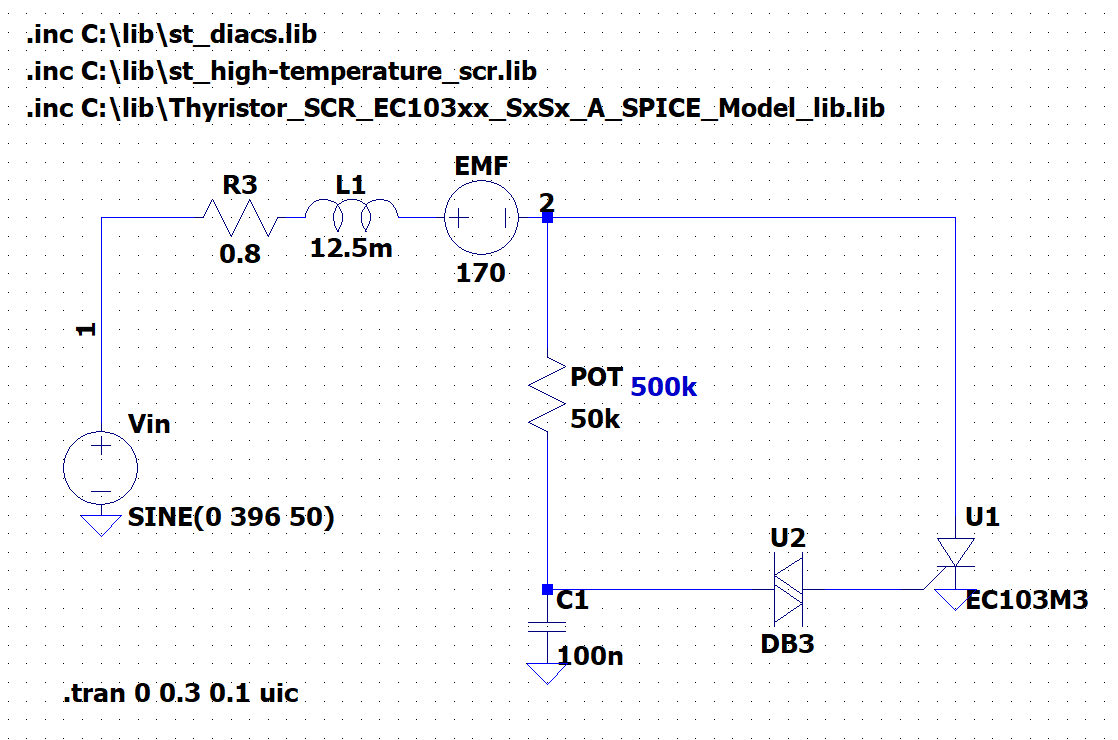 .inc C:\lib\st_diacs.lib
.inc C:\lib\st_high-temperature_scr.lib
.inc C:\lib\Thyristor_SCR_EC103xx_SxSx_A_SPICE_Model_lib.lib
EMF
R3
L1
2
0.8
12.5m
170
1
POT
500k
50k
Vin
SINE(0 396 50)
U1
U2
C1
EC103M3
DB3
100n
.tran 0 0.3 0.1 uic